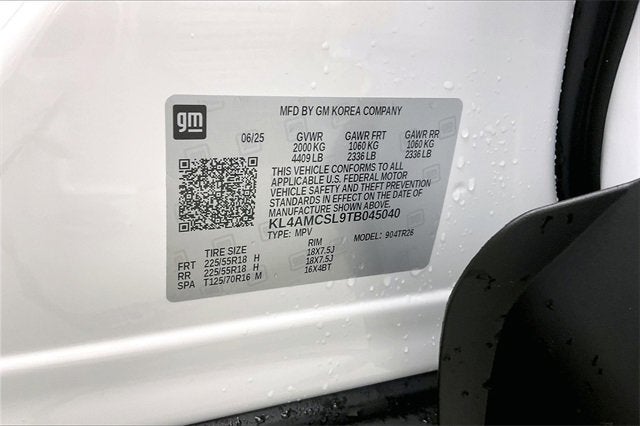 gm
MFD BY GM KOREA COMPANY
06/25 GVWR GAWR FRT GAWR RR
2000 KG 1060 KG 1060 KG
4409 LB 2336 LB 2336 LB
THIS VEHICLE CONFORMS TO ALL
APPLICABLE U.S. FEDERAL MOTOR
VEHICLE SAFETY AND THEFT PREVENTION
STANDARDS IN EFFECT ON THE DATE OF
MANUFACTURE SHOWN ABOVE.
KL4AMCSL9TB045040
TYPE: MPV MODEL: 904TR26
TIRE SIZE RIM
FRT 225/55R18 H 18X7.5J
RR 225/55R18 H 18X7.5J
SPA T125/70R16 M 16X4BT